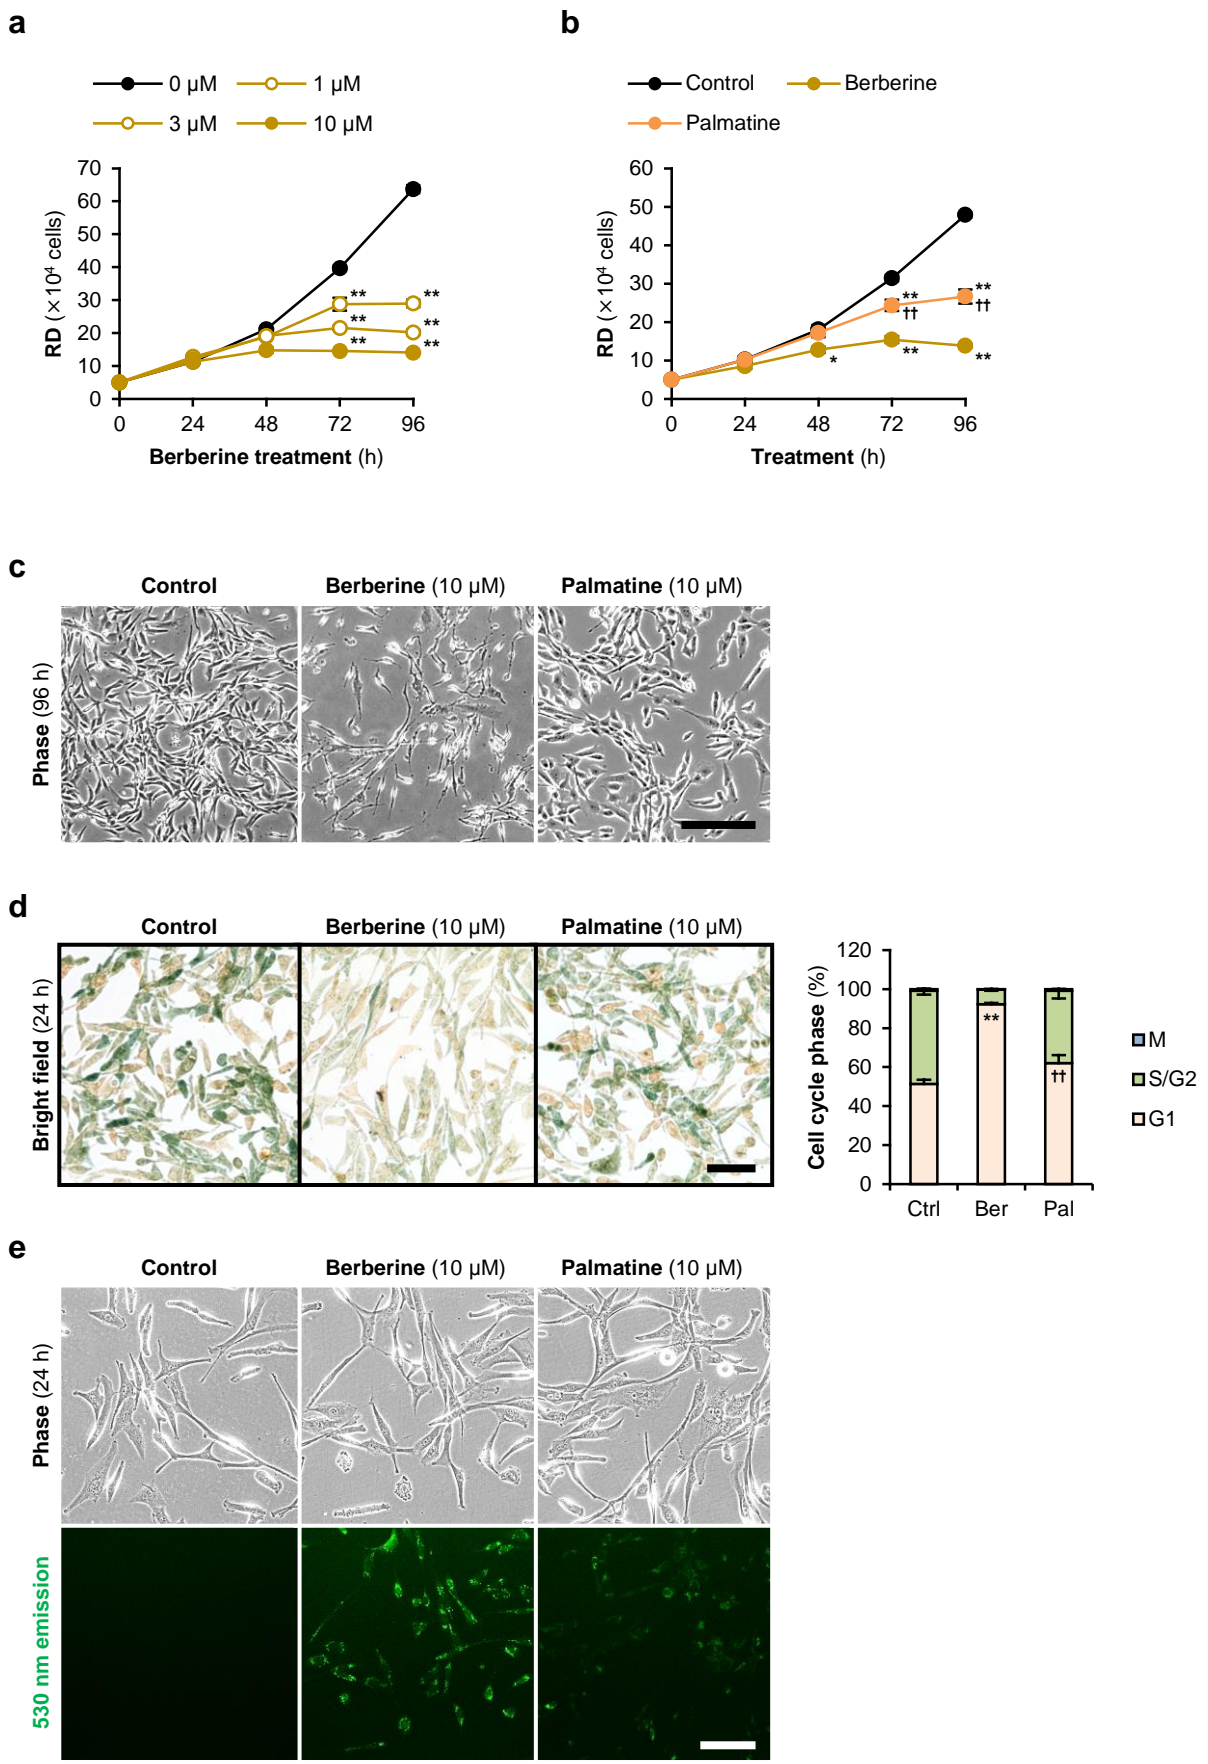 a
0 µM
1 µM
3 µM
10 µM
70
60
50
40
30
20
10
0
RD (×10⁴ cells)
**
**
**
**
**
**
0 24 48 72 96
Berberine treatment (h)
b
Control
Berberine
Palmatine
60
50
40
30
20
10
0
RD (×10⁴ cells)
*
**
††
**
**
††
**
0 24 48 72 96
Treatment (h)
c
Control
Berberine (10 µM)
Palmatine (10 µM)
Phase (96 h)
d
Control
Berberine (10 µM)
Palmatine (10 µM)
Bright field (24 h)
120
100
80
60
40
20
0
Cell cycle phase (%)
**
††
Ctrl Ber Pal
M
S/G2
G1
e
Control
Berberine (10 µM)
Palmatine (10 µM)
Phase (24 h)
530 nm emission